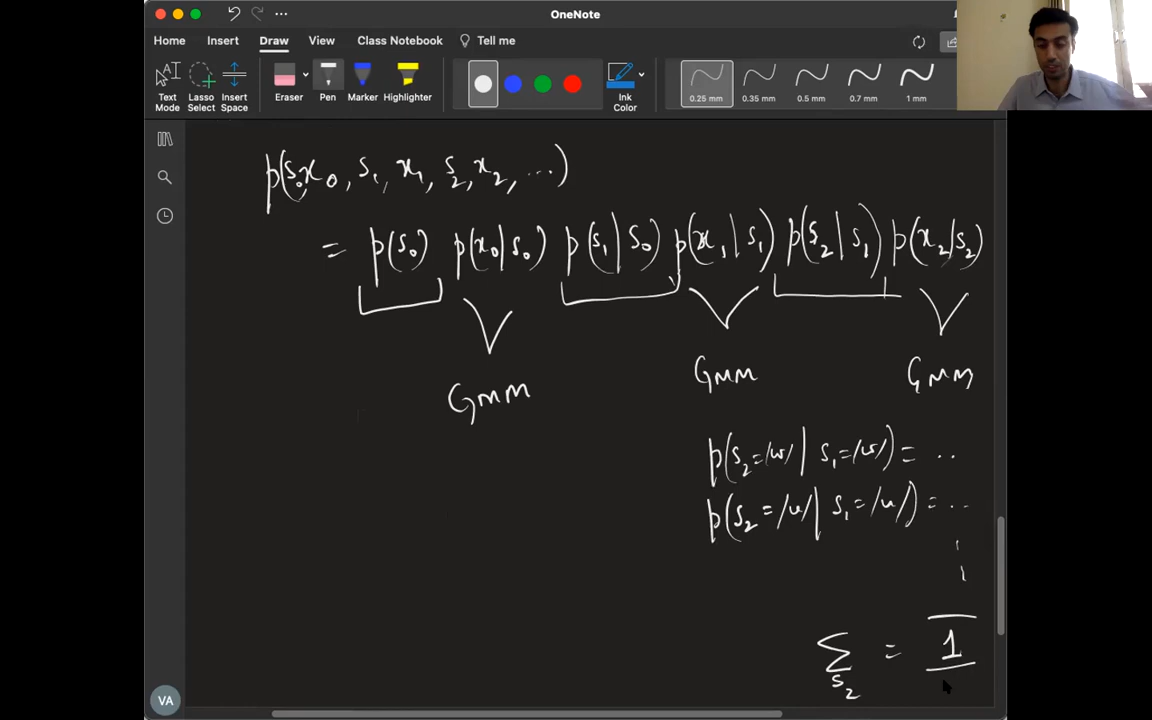 OneNote
Home Insert Draw View Class Notebook Tell me
Text Mode Lasso Select Insert Space Eraser Pen Marker Highlighter Ink Color 0.25 mm 0.35 mm 0.5 mm 0.7 mm 1 mm
p(s₀,x₀, s₁, x₁, s₂, x₂, ...)
= p(s₀) p(x₀|s₀) p(s₁|s₀) p(x₁|s₁) p(s₂|s₁) p(x₂|s₂)
GMM GMM
GMM
p(s₂=/w/ | s₁=/w/) = ..
p(s₂=/u/ | s₁=/u/) = ..
Σ s₂ = 1
VA